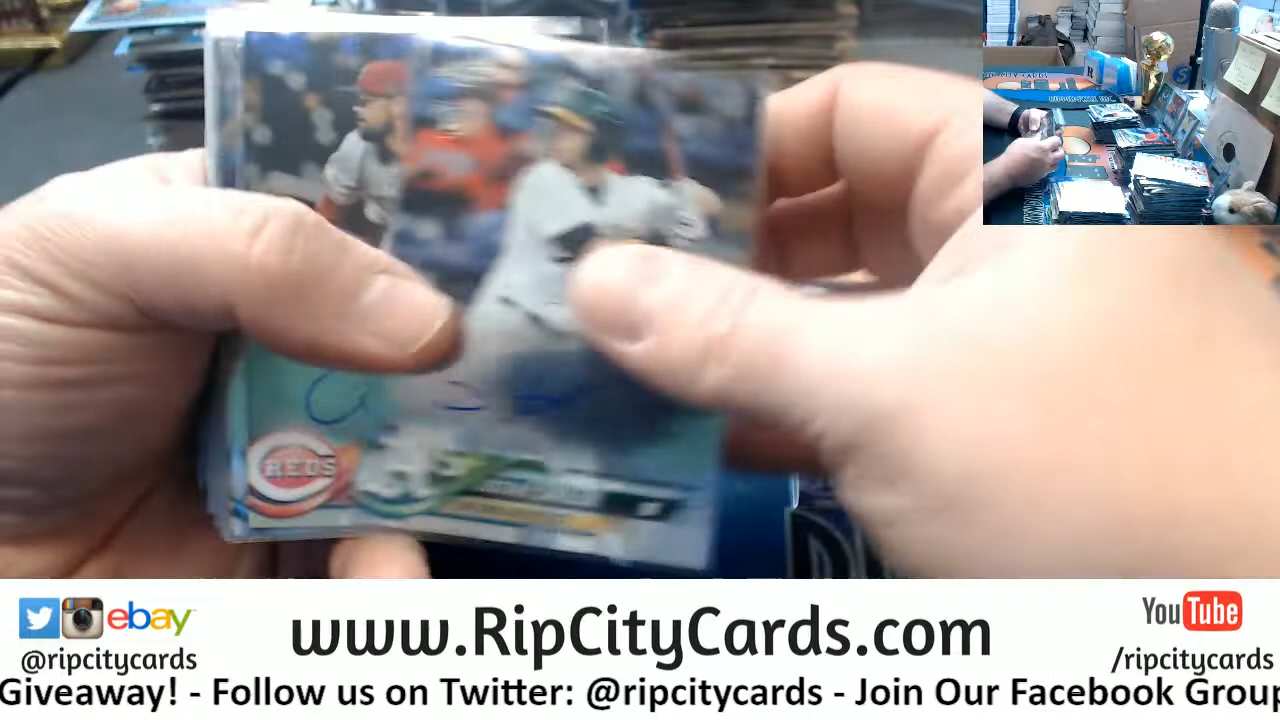 REDS
ebay
@ripcitycards
www.RipCityCards.com
YouTube
/ripcitycards
Giveaway! - Follow us on Twitter: @ripcitycards - Join Our Facebook Group